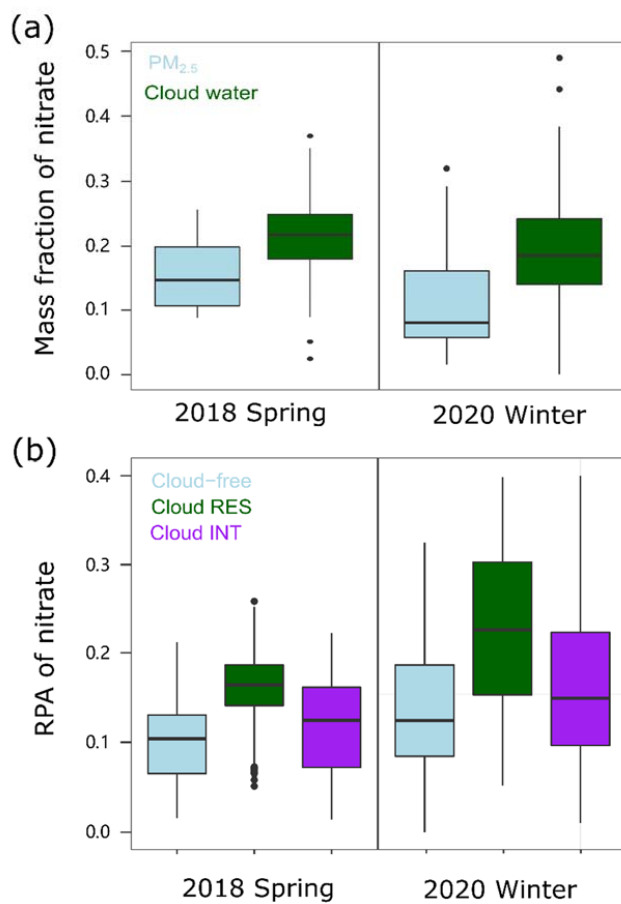 (a)
Mass fraction of nitrate
0.5
0.4
0.3
0.2
0.1
0.0
PM2.5
Cloud water
2018 Spring
2020 Winter
(b)
RPA of nitrate
0.4
0.3
0.2
0.1
0.0
Cloud-free
Cloud RES
Cloud INT
2018 Spring
2020 Winter